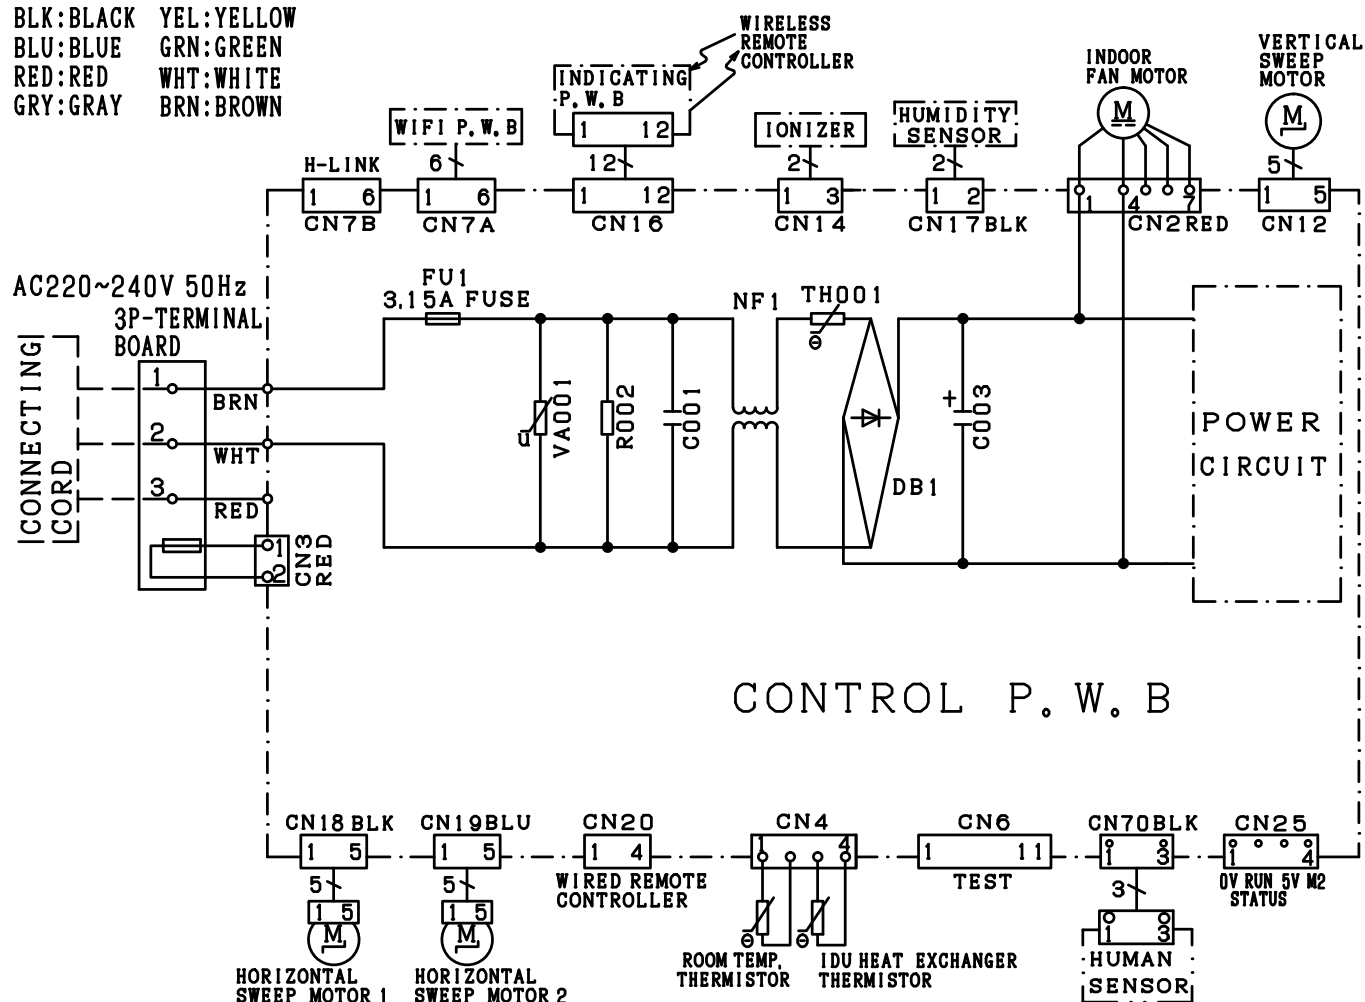 BLK:BLACK YEL:YELLOW
BLU:BLUE GRN:GREEN
RED:RED WHT:WHITE
GRY:GRAY BRN:BROWN
WIRELESS
REMOTE
CONTROLLER
INDICATING
P.W.B
1 12
12
1 12
CN16
H-LINK
1 6
CN7B
WIFI P.W.B
6
1 6
CN7A
IONIZER
2
1 3
CN14
HUMIDITY
SENSOR
2
1 2
CN17BLK
INDOOR
FAN MOTOR
M
1 4 7
CN2RED
VERTICAL
SWEEP
MOTOR
M
5
1 5
CN12
AC220~240V 50Hz
3P-TERMINAL
BOARD
CONNECTING
CORD
1
BRN
2
WHT
3
RED
1
2
CN3
RED
FU1
3.15A FUSE
u
VA001
R002
C001
NF1
TH001
θ
DB1
+
C003
POWER
CIRCUIT
CONTROL P.W.B
CN18BLK
1 5
5
1 5
M
HORIZONTAL
SWEEP MOTOR 1
CN19BLU
1 5
5
1 5
M
HORIZONTAL
SWEEP MOTOR 2
CN20
1 4
WIRED REMOTE
CONTROLLER
CN4
1 4
θ θ
ROOM TEMP.
THERMISTOR
IDU HEAT EXCHANGER
THERMISTOR
CN6
1 11
TEST
CN70BLK
1 3
3
1 3
HUMAN
SENSOR
CN25
1 4
0V RUN 5V M2
STATUS